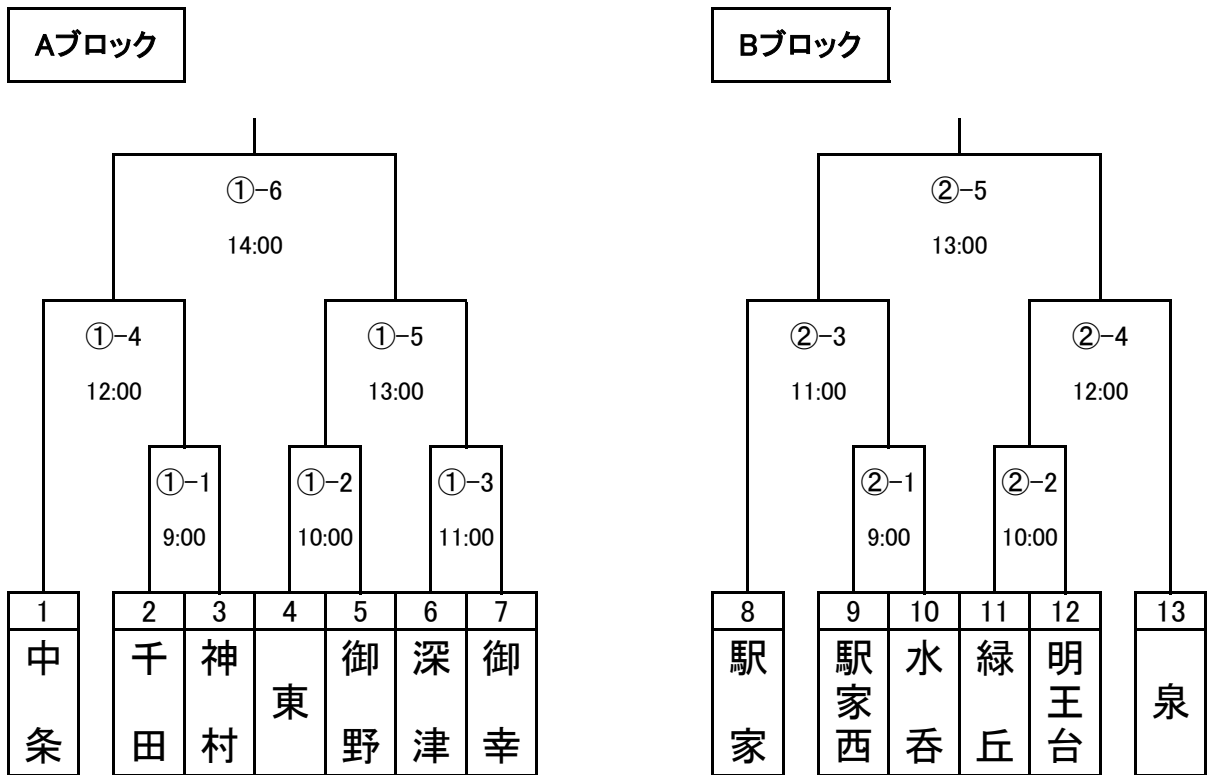 Aブロック
Bブロック
①-6
14:00
②-5
13:00
①-4
12:00
①-5
13:00
②-3
11:00
②-4
12:00
①-1
9:00
①-2
10:00
①-3
11:00
②-1
9:00
②-2
10:00
1 2 3 4 5 6 7 8 9 10 11 12 13
中条
千田
神村
東
御野
深津
御幸
駅家
駅家西
水呑
緑丘
明王台
泉